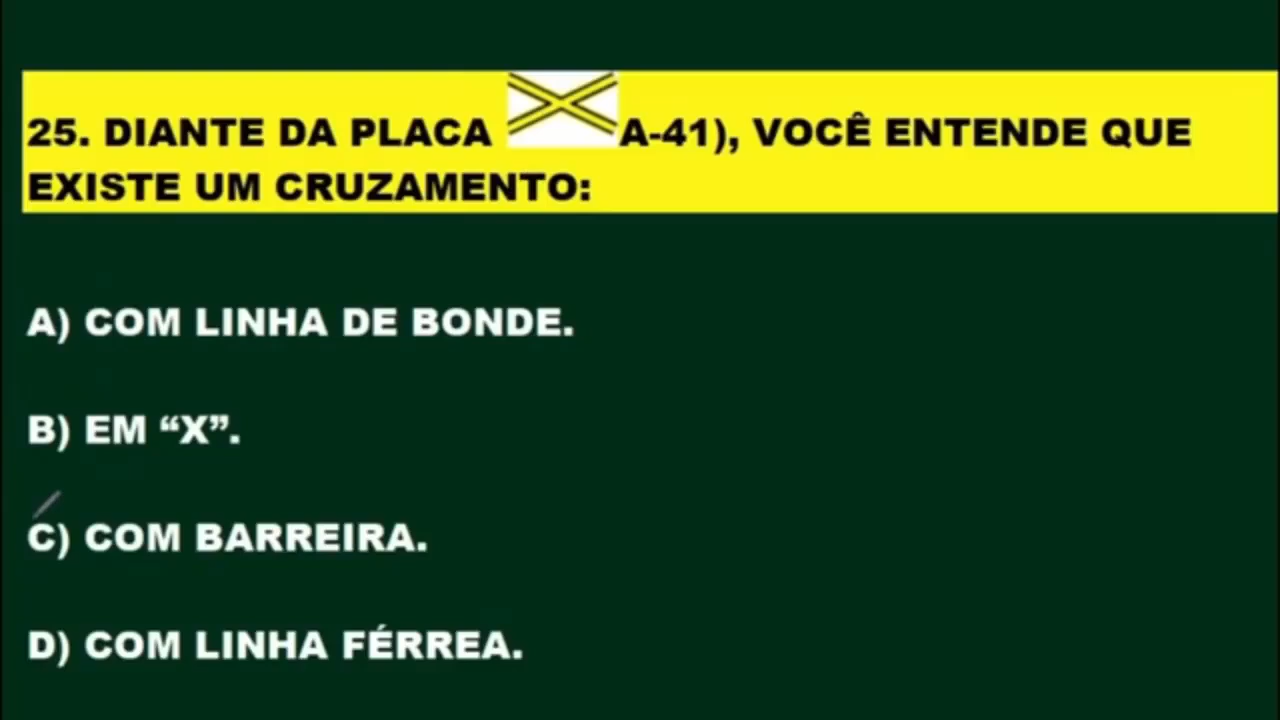 25. DIANTE DA PLACA A-41), VOCÊ ENTENDE QUE
EXISTE UM CRUZAMENTO:
A) COM LINHA DE BONDE.
B) EM “X”.
C) COM BARREIRA.
D) COM LINHA FÉRREA.